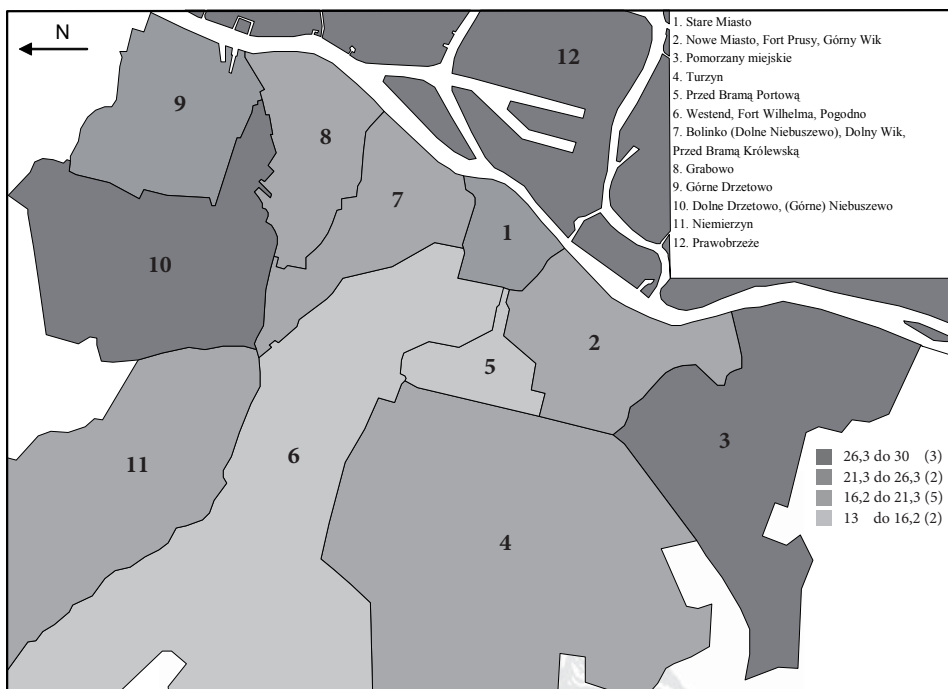 N
1. Stare Miasto
2. Nowe Miasto, Fort Prusy, Górny Wik
3. Pomorzany miejskie
4. Turzyn
5. Przed Bramą Portową
6. Westend, Fort Wilhelma, Pogodno
7. Bolinko (Dolne Niebuszewo), Dolny Wik,
Przed Bramą Królewską
8. Grabowo
9. Górne Drzetowo
10. Dolne Drzetowo, (Górne) Niebuszewo
11. Niemierzyn
12. Prawobrzeże
12
9
8
7
1
10
2
5
3
6
11
4
26,3 do 30 (3)
21,3 do 26,3 (2)
16,2 do 21,3 (5)
13 do 16,2 (2)